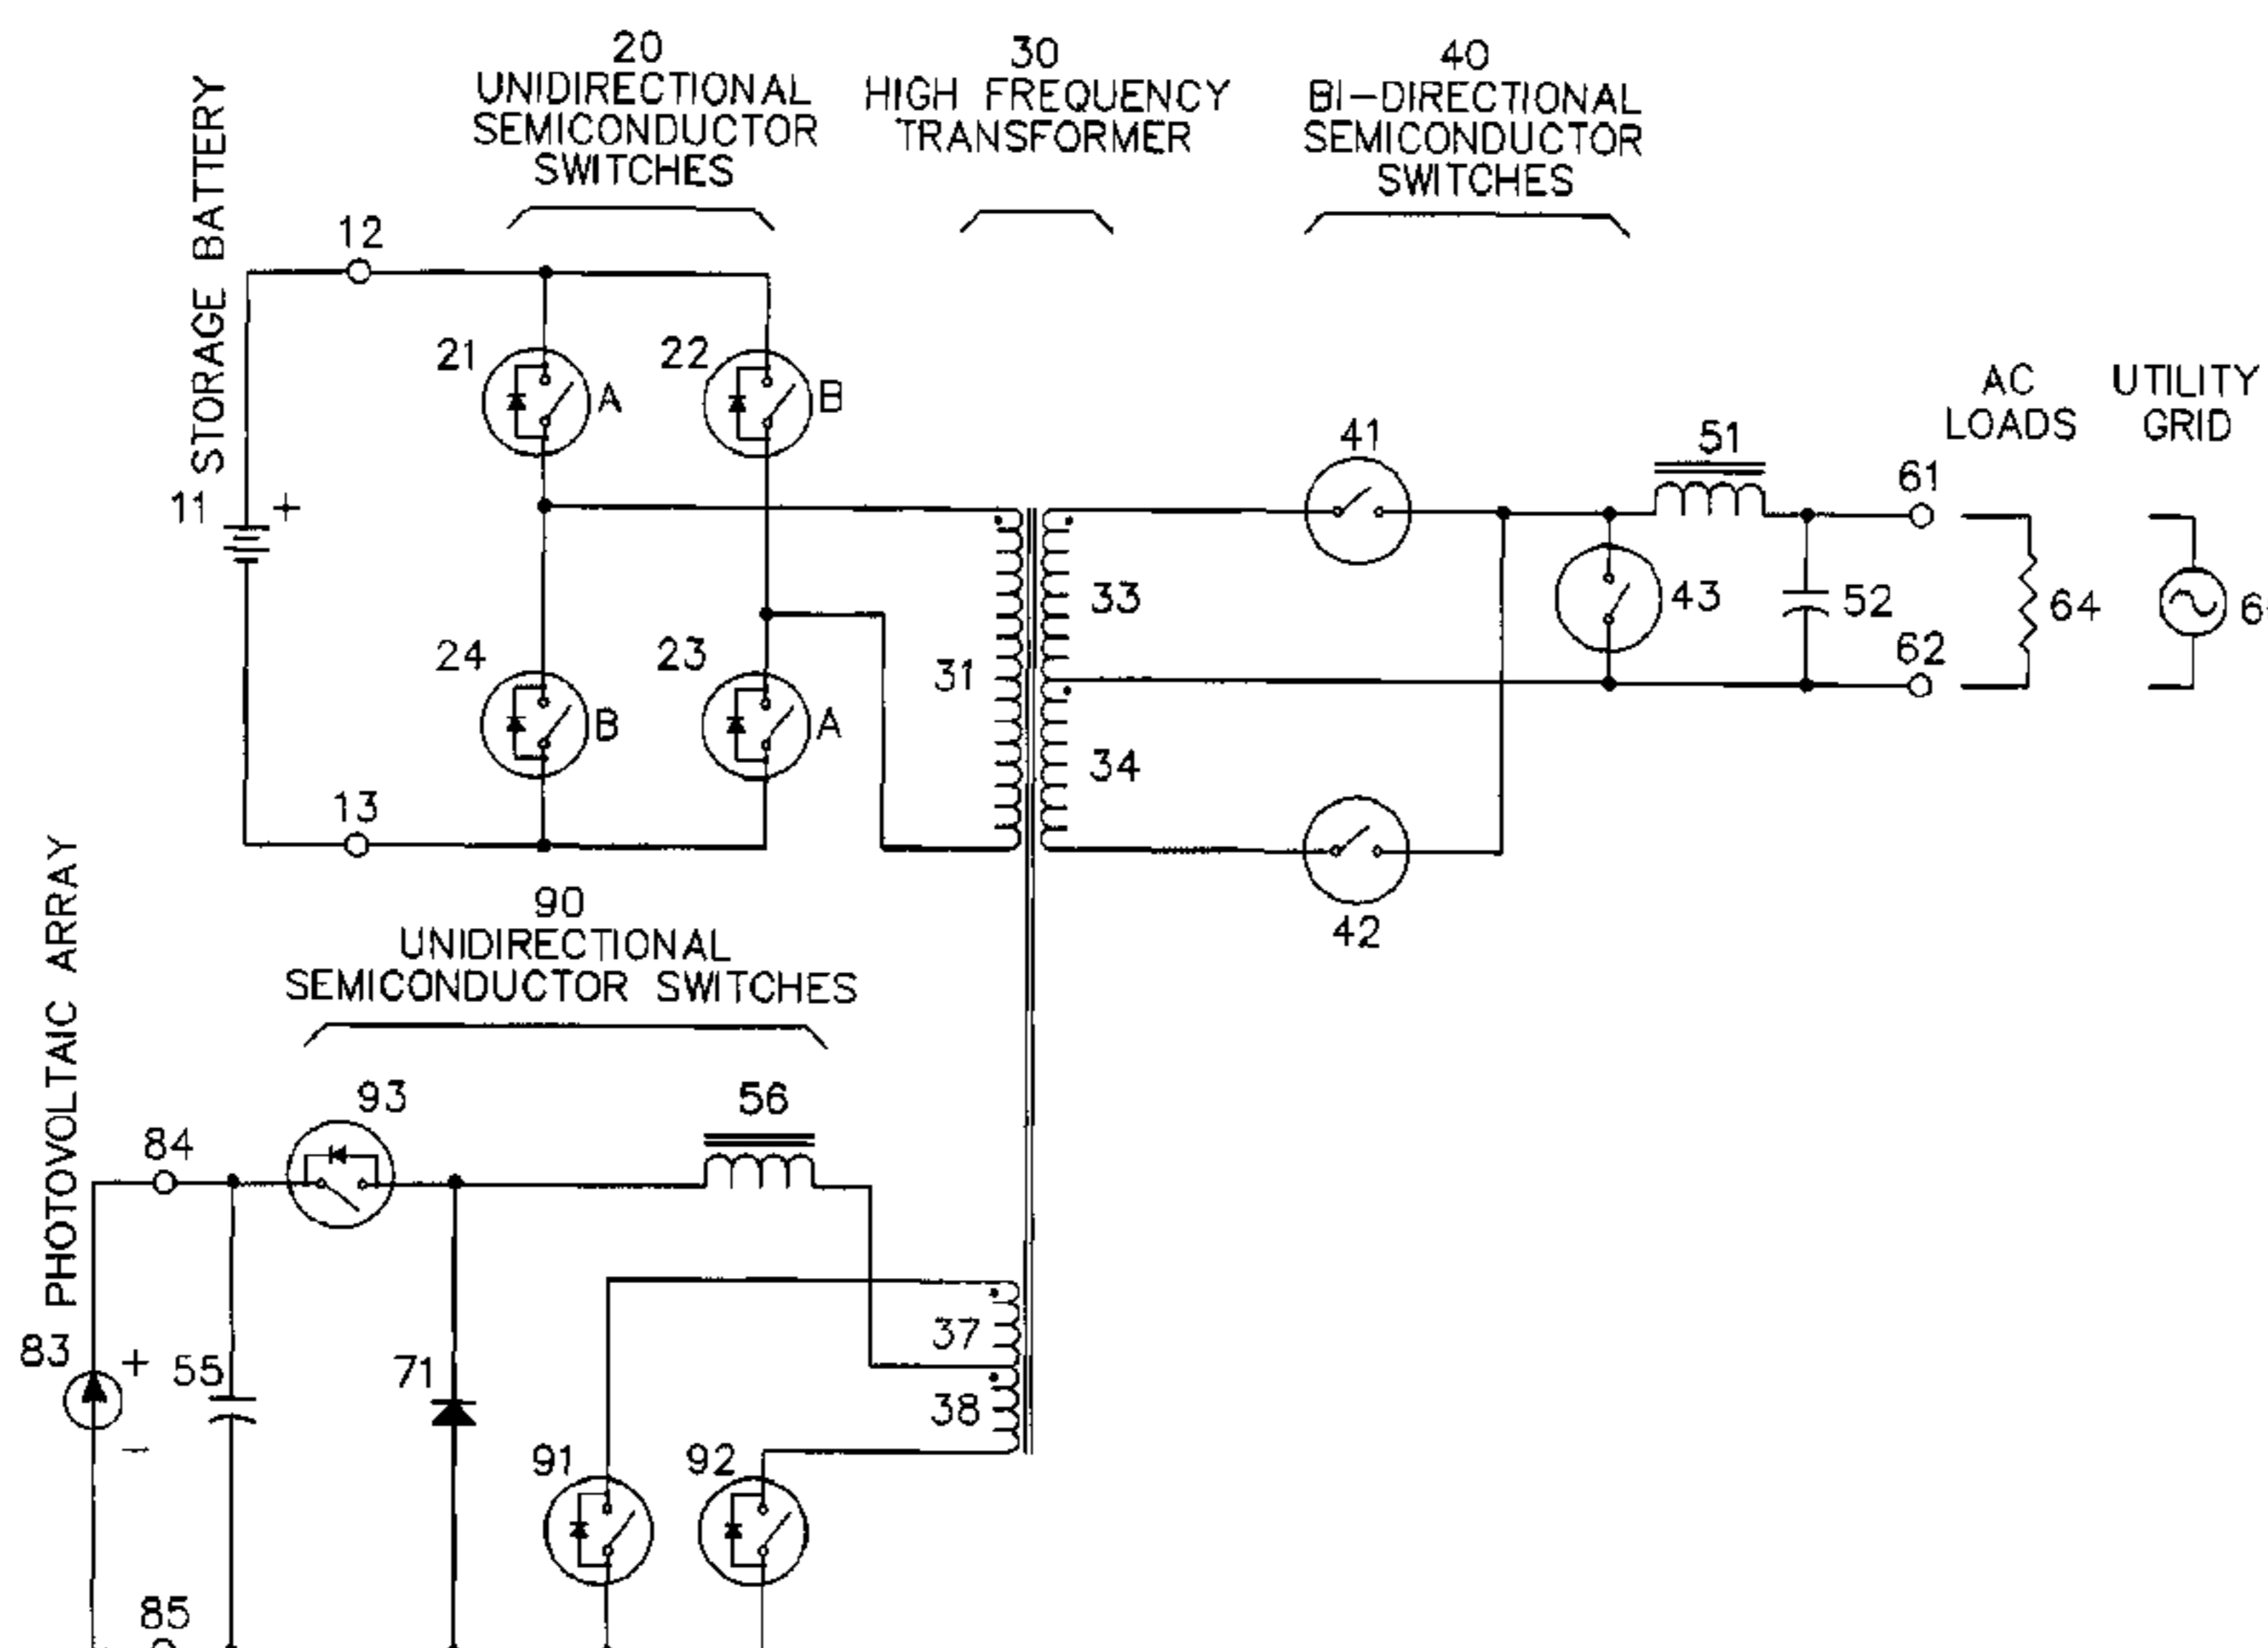 20
UNIDIRECTIONAL
SEMICONDUCTOR
SWITCHES
30
HIGH FREQUENCY
TRANSFORMER
40
BI-DIRECTIONAL
SEMICONDUCTOR
SWITCHES
STORAGE BATTERY
12
21
A
22
B
11
+
24
B
23
A
13
31
33
34
41
42
43
51
52
61
62
AC
LOADS
64
UTILITY
GRID
PHOTOVOLTAIC ARRAY
90
UNIDIRECTIONAL
SEMICONDUCTOR SWITCHES
93
56
84
83
+
−
55
71
37
38
91
92
85